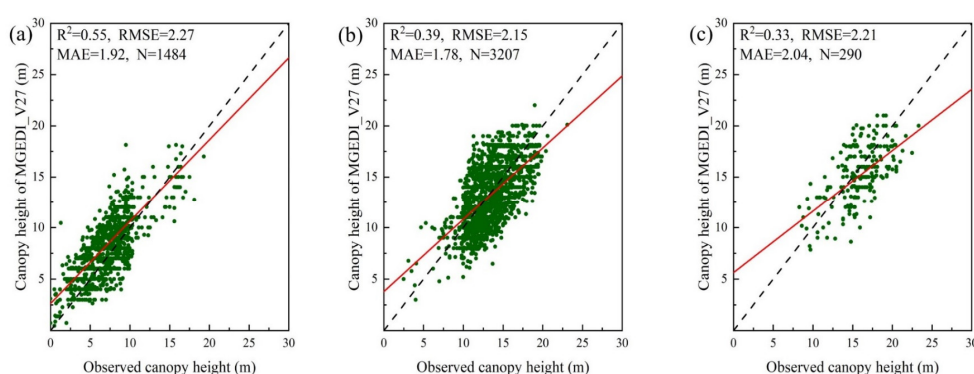 (a)
R²=0.55, RMSE=2.27
MAE=1.92, N=1484
Canopy height of MGEDI_V27 (m)
30
25
20
15
10
5
0 5 10 15 20 25 30
Observed canopy height (m)
(b)
R²=0.39, RMSE=2.15
MAE=1.78, N=3207
Canopy height of MGEDI_V27 (m)
30
25
20
15
10
5
0 5 10 15 20 25 30
Observed canopy height (m)
(c)
R²=0.33, RMSE=2.21
MAE=2.04, N=290
Canopy height of MGEDI_V27 (m)
30
25
20
15
10
5
0 5 10 15 20 25 30
Observed canopy height (m)